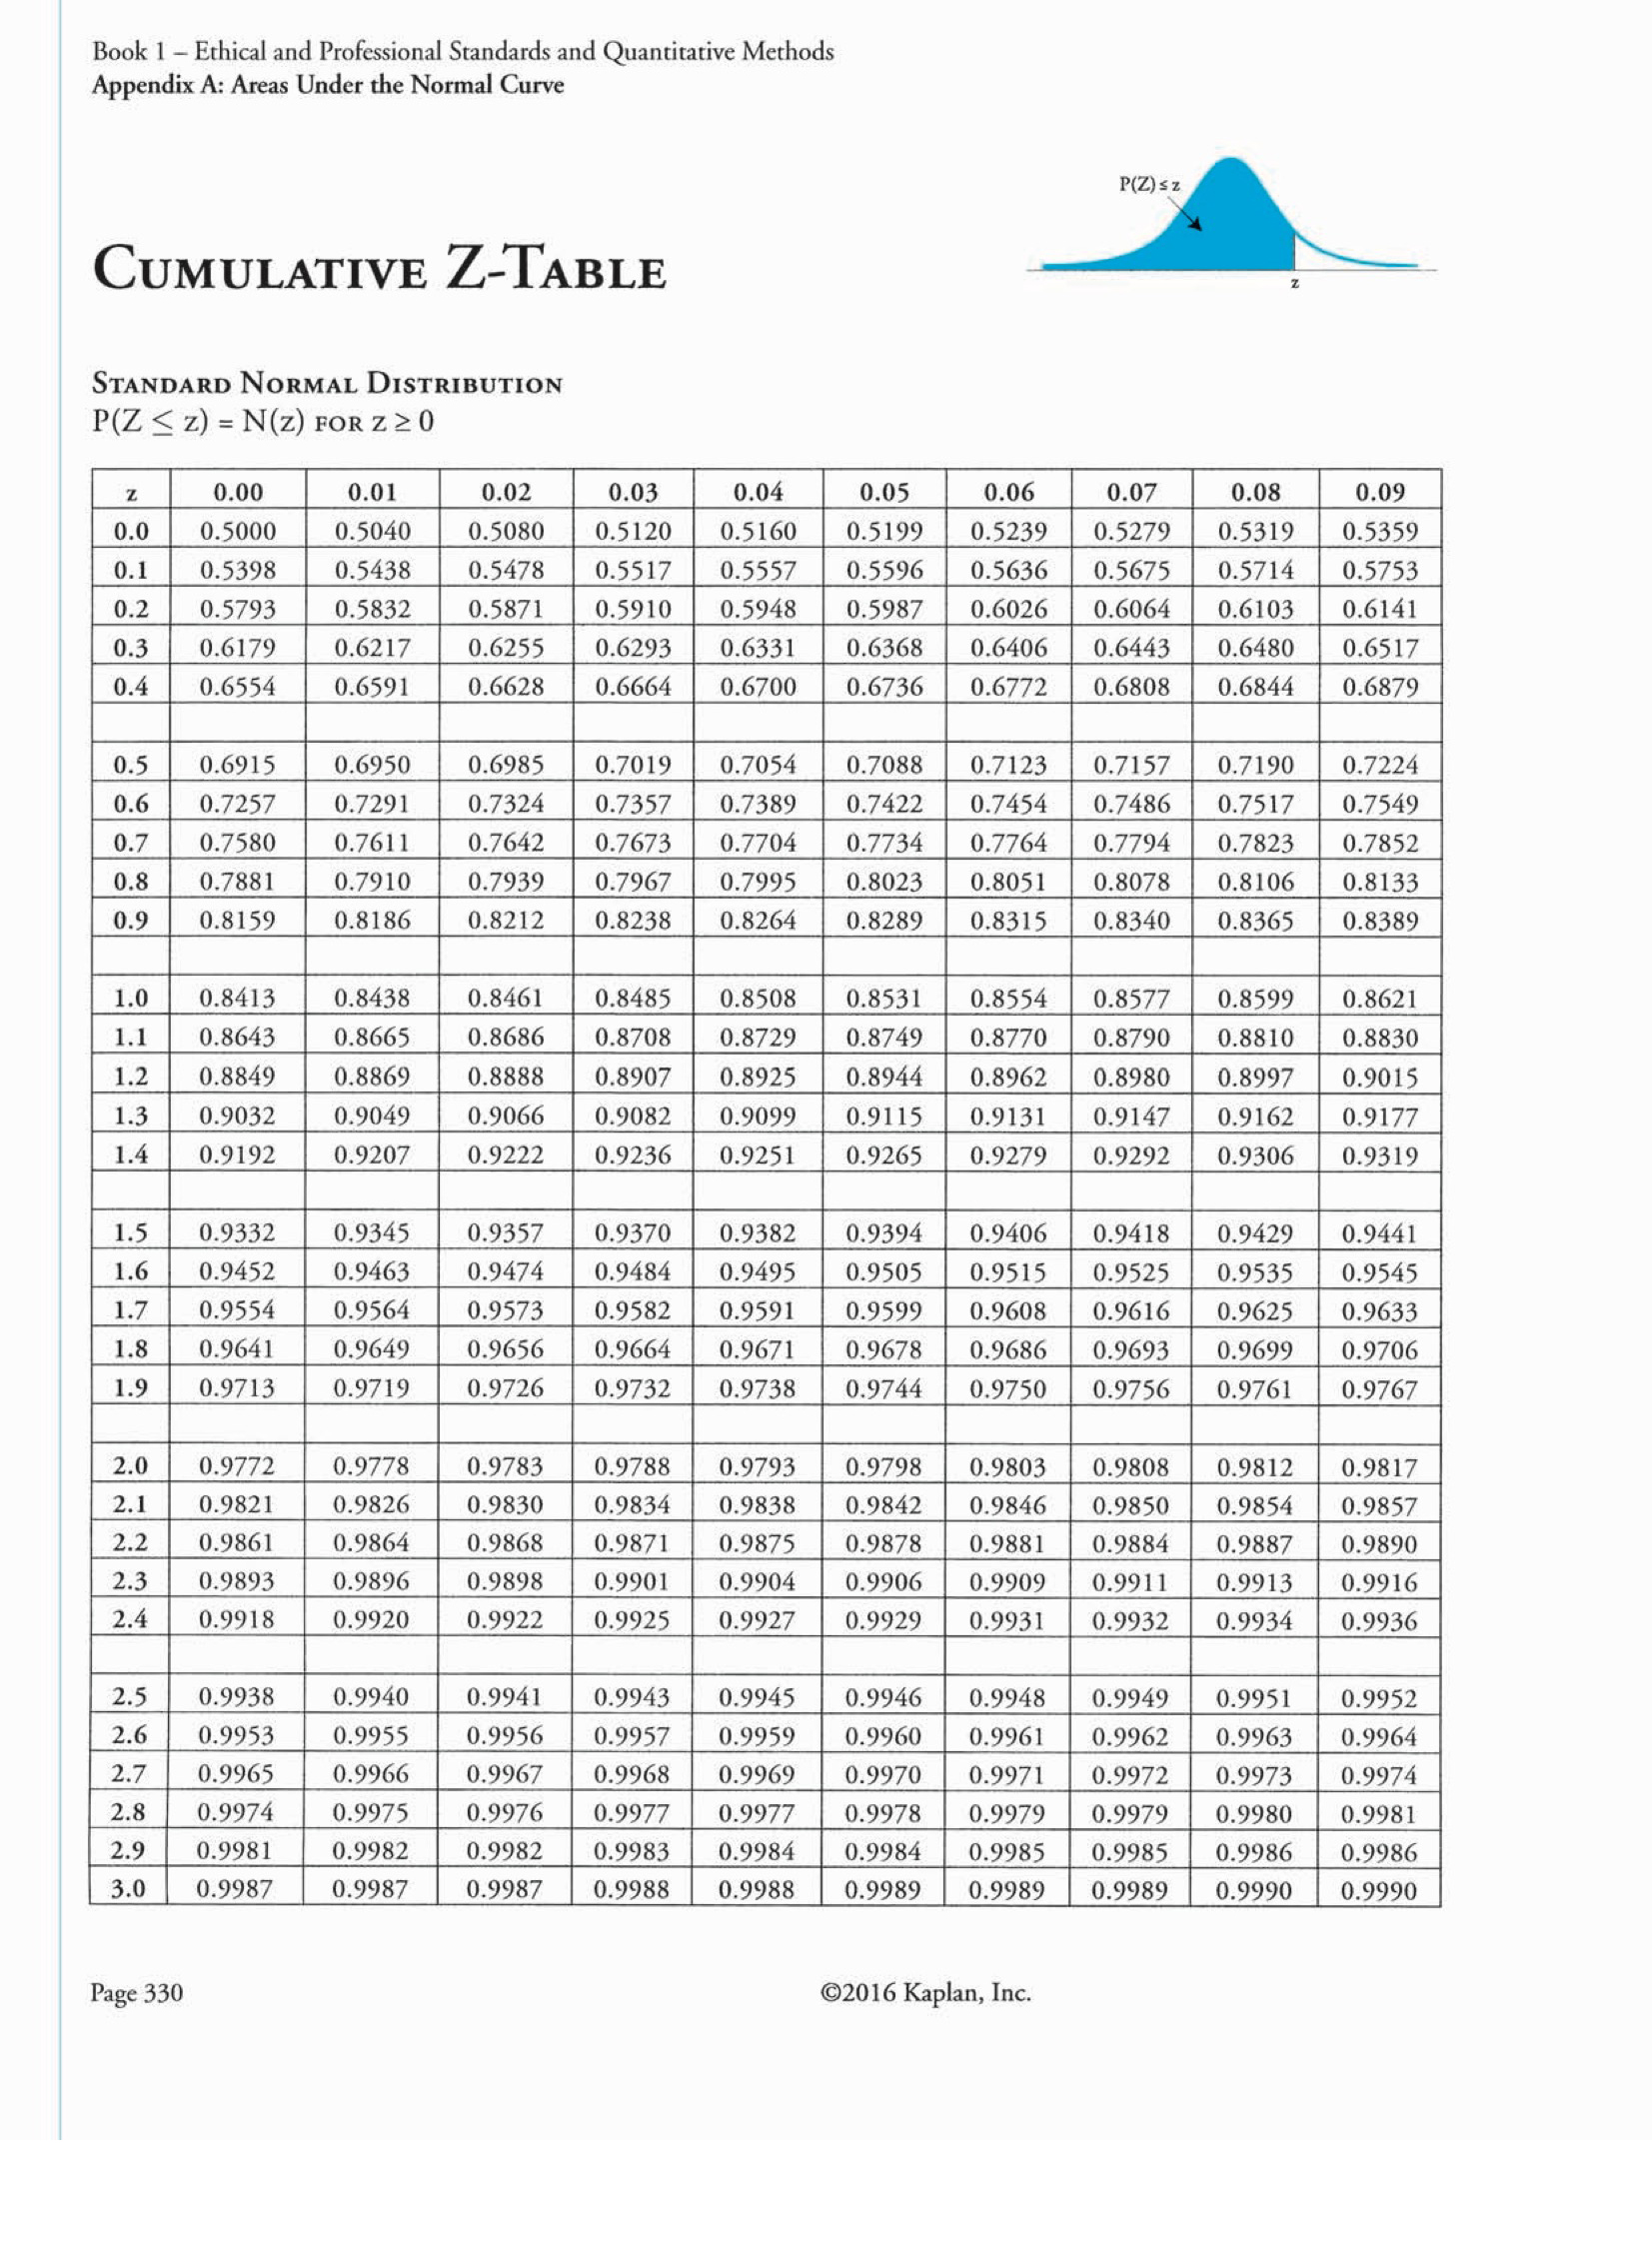 Book 1 – Ethical and Professional Standards and Quantitative Methods
Appendix A: Areas Under the Normal Curve
P(Z) ≤ z
z
CUMULATIVE Z-TABLE
STANDARD NORMAL DISTRIBUTION
P(Z ≤ z) = N(z) FOR z ≥ 0
z 0.00 0.01 0.02 0.03 0.04 0.05 0.06 0.07 0.08 0.09
0.0 0.5000 0.5040 0.5080 0.5120 0.5160 0.5199 0.5239 0.5279 0.5319 0.5359
0.1 0.5398 0.5438 0.5478 0.5517 0.5557 0.5596 0.5636 0.5675 0.5714 0.5753
0.2 0.5793 0.5832 0.5871 0.5910 0.5948 0.5987 0.6026 0.6064 0.6103 0.6141
0.3 0.6179 0.6217 0.6255 0.6293 0.6331 0.6368 0.6406 0.6443 0.6480 0.6517
0.4 0.6554 0.6591 0.6628 0.6664 0.6700 0.6736 0.6772 0.6808 0.6844 0.6879
0.5 0.6915 0.6950 0.6985 0.7019 0.7054 0.7088 0.7123 0.7157 0.7190 0.7224
0.6 0.7257 0.7291 0.7324 0.7357 0.7389 0.7422 0.7454 0.7486 0.7517 0.7549
0.7 0.7580 0.7611 0.7642 0.7673 0.7704 0.7734 0.7764 0.7794 0.7823 0.7852
0.8 0.7881 0.7910 0.7939 0.7967 0.7995 0.8023 0.8051 0.8078 0.8106 0.8133
0.9 0.8159 0.8186 0.8212 0.8238 0.8264 0.8289 0.8315 0.8340 0.8365 0.8389
1.0 0.8413 0.8438 0.8461 0.8485 0.8508 0.8531 0.8554 0.8577 0.8599 0.8621
1.1 0.8643 0.8665 0.8686 0.8708 0.8729 0.8749 0.8770 0.8790 0.8810 0.8830
1.2 0.8849 0.8869 0.8888 0.8907 0.8925 0.8944 0.8962 0.8980 0.8997 0.9015
1.3 0.9032 0.9049 0.9066 0.9082 0.9099 0.9115 0.9131 0.9147 0.9162 0.9177
1.4 0.9192 0.9207 0.9222 0.9236 0.9251 0.9265 0.9279 0.9292 0.9306 0.9319
1.5 0.9332 0.9345 0.9357 0.9370 0.9382 0.9394 0.9406 0.9418 0.9429 0.9441
1.6 0.9452 0.9463 0.9474 0.9484 0.9495 0.9505 0.9515 0.9525 0.9535 0.9545
1.7 0.9554 0.9564 0.9573 0.9582 0.9591 0.9599 0.9608 0.9616 0.9625 0.9633
1.8 0.9641 0.9649 0.9656 0.9664 0.9671 0.9678 0.9686 0.9693 0.9699 0.9706
1.9 0.9713 0.9719 0.9726 0.9732 0.9738 0.9744 0.9750 0.9756 0.9761 0.9767
2.0 0.9772 0.9778 0.9783 0.9788 0.9793 0.9798 0.9803 0.9808 0.9812 0.9817
2.1 0.9821 0.9826 0.9830 0.9834 0.9838 0.9842 0.9846 0.9850 0.9854 0.9857
2.2 0.9861 0.9864 0.9868 0.9871 0.9875 0.9878 0.9881 0.9884 0.9887 0.9890
2.3 0.9893 0.9896 0.9898 0.9901 0.9904 0.9906 0.9909 0.9911 0.9913 0.9916
2.4 0.9918 0.9920 0.9922 0.9925 0.9927 0.9929 0.9931 0.9932 0.9934 0.9936
2.5 0.9938 0.9940 0.9941 0.9943 0.9945 0.9946 0.9948 0.9949 0.9951 0.9952
2.6 0.9953 0.9955 0.9956 0.9957 0.9959 0.9960 0.9961 0.9962 0.9963 0.9964
2.7 0.9965 0.9966 0.9967 0.9968 0.9969 0.9970 0.9971 0.9972 0.9973 0.9974
2.8 0.9974 0.9975 0.9976 0.9977 0.9977 0.9978 0.9979 0.9979 0.9980 0.9981
2.9 0.9981 0.9982 0.9982 0.9983 0.9984 0.9984 0.9985 0.9985 0.9986 0.9986
3.0 0.9987 0.9987 0.9987 0.9988 0.9988 0.9989 0.9989 0.9989 0.9990 0.9990
Page 330
©2016 Kaplan, Inc.